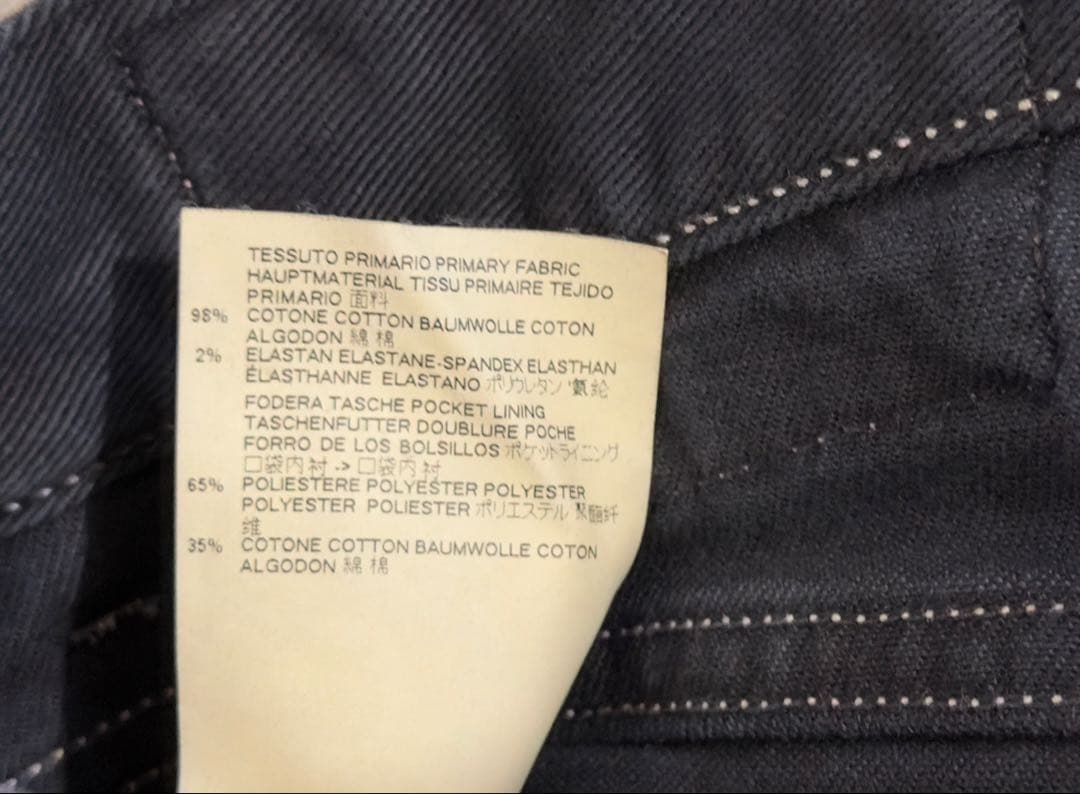 TESSUTO PRIMARIO PRIMARY FABRIC
HAUPTMATERIAL TISSU PRIMAIRE TEJIDO
PRIMARIO 面料
98% COTONE COTTON BAUMWOLLE COTON
ALGODON 綿 棉
2% ELASTAN ELASTANE-SPANDEX ELASTHAN
ÉLASTHANNE ELASTANO ポリウレタン 氨纶
FODERA TASCHE POCKET LINING
TASCHENFUTTER DOUBLURE POCHE
FORRO DE LOS BOLSILLOS ポケットライニング
口袋内衬 -> 口袋内衬
65% POLIESTERE POLYESTER POLYESTER
POLYESTER POLIESTER ポリエステル 聚酯纤
维
35% COTONE COTTON BAUMWOLLE COTON
ALGODON 綿 棉